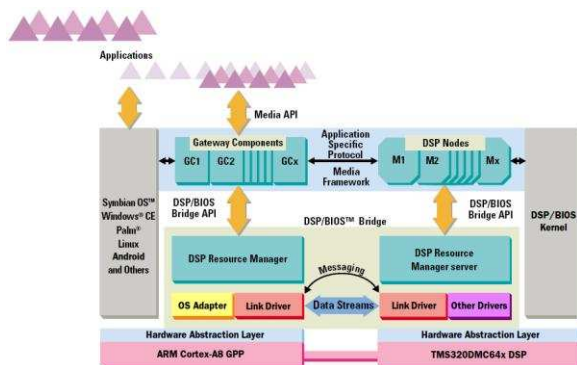 Applications
Media API
Gateway Components
Application
Specific
Protocol
DSP Nodes
GC1
GC2
GCx
M1
M2
Mx
Media
Framework
Symbian OS™
Windows® CE
Palm®
Linux
Android
and Others
DSP/BIOS
Bridge API
DSP/BIOS
Bridge API
DSP/BIOS
Kernel
DSP/BIOS™ Bridge
DSP Resource Manager
DSP Resource
Manager server
Messaging
OS Adapter
Link Driver
Data Streams
Link Driver
Other Drivers
Hardware Abstraction Layer
Hardware Abstraction Layer
ARM Cortex-A8 GPP
TMS320DMC64x DSP